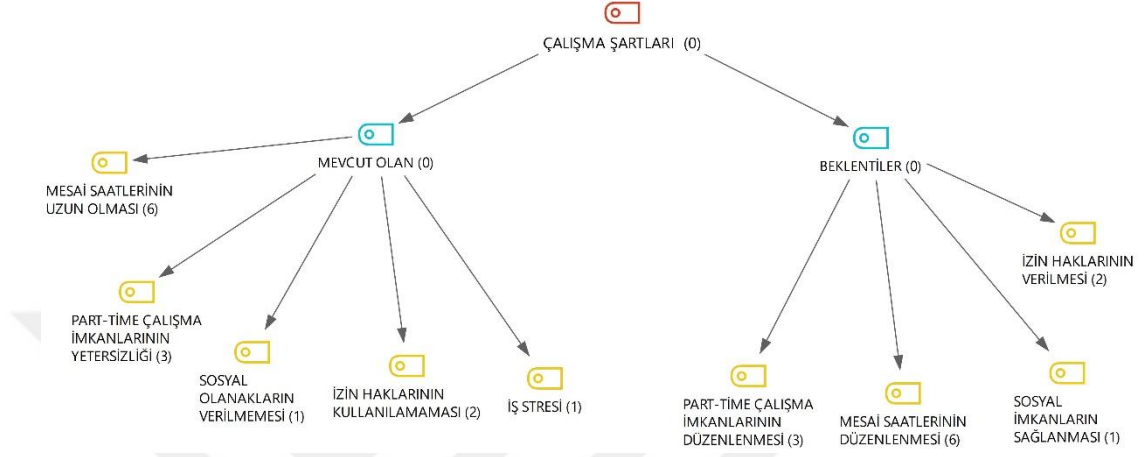 ÇALIŞMA ŞARTLARI (0)
MEVCUT OLAN (0)
BEKLENTİLER (0)
MESAİ SAATLERİNİN
UZUN OLMASI (6)
PART-TİME ÇALIŞMA
İMKANLARININ
YETERSİZLİĞİ (3)
SOSYAL
OLANAKLARIN
VERİLMEMESİ (1)
İZİN HAKLARININ
KULLANILAMAMASI (2)
İŞ STRESİ (1)
PART-TİME ÇALIŞMA
İMKANLARININ
DÜZENLENMESİ (3)
MESAİ SAATLERİNİN
DÜZENLENMESİ (6)
SOSYAL
İMKANLARIN
SAĞLANMASI (1)
İZİN HAKLARININ
VERİLMESİ (2)